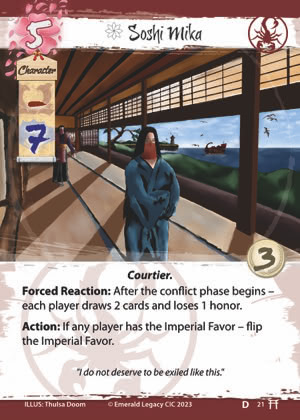 5
Soshi Mika
Character
–
7
3
Courtier.
Forced Reaction: After the conflict phase begins –
each player draws 2 cards and loses 1 honor.
Action: If any player has the Imperial Favor – flip
the Imperial Favor.
"I do not deserve to be exiled like this."
ILLUS: Thulsa Doom
© Emerald Legacy CIC 2023
D
21